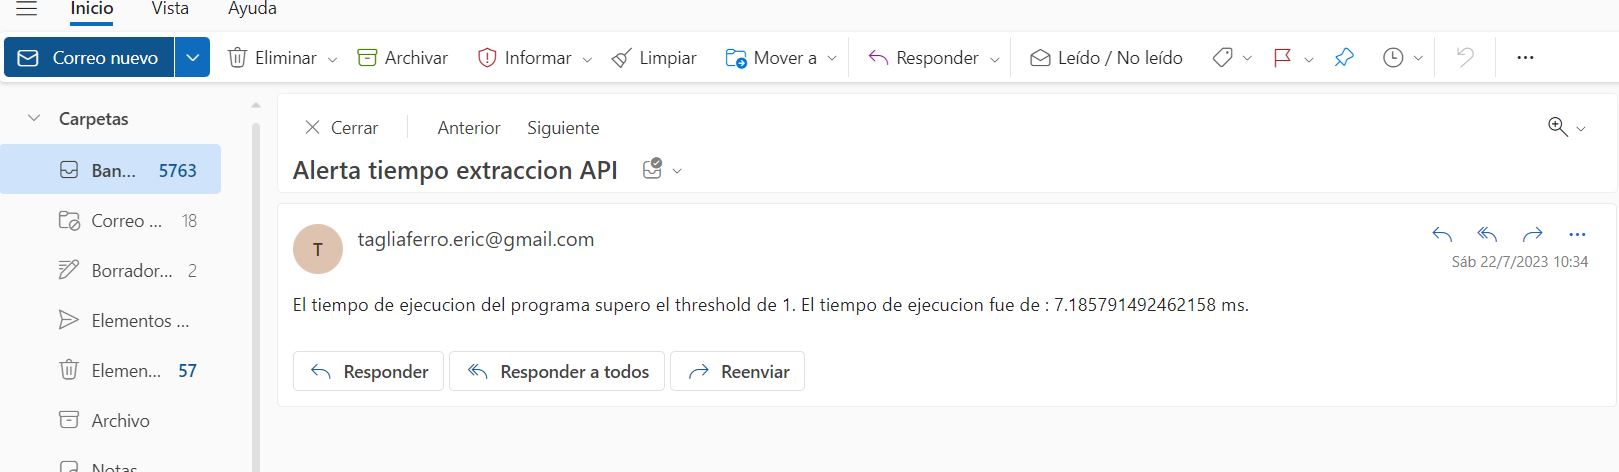 Inicio Vista Ayuda
Correo nuevo Eliminar Archivar Informar Limpiar Mover a Responder Leído / No leído ...
Carpetas
Ban... 5763
Correo ... 18
Borrador... 2
Elementos ...
Elemen... 57
Archivo
Notas
Cerrar Anterior Siguiente
Alerta tiempo extraccion API
T
tagliaferro.eric@gmail.com
Sáb 22/7/2023 10:34
El tiempo de ejecucion del programa supero el threshold de 1. El tiempo de ejecucion fue de : 7.185791492462158 ms.
Responder Responder a todos Reenviar